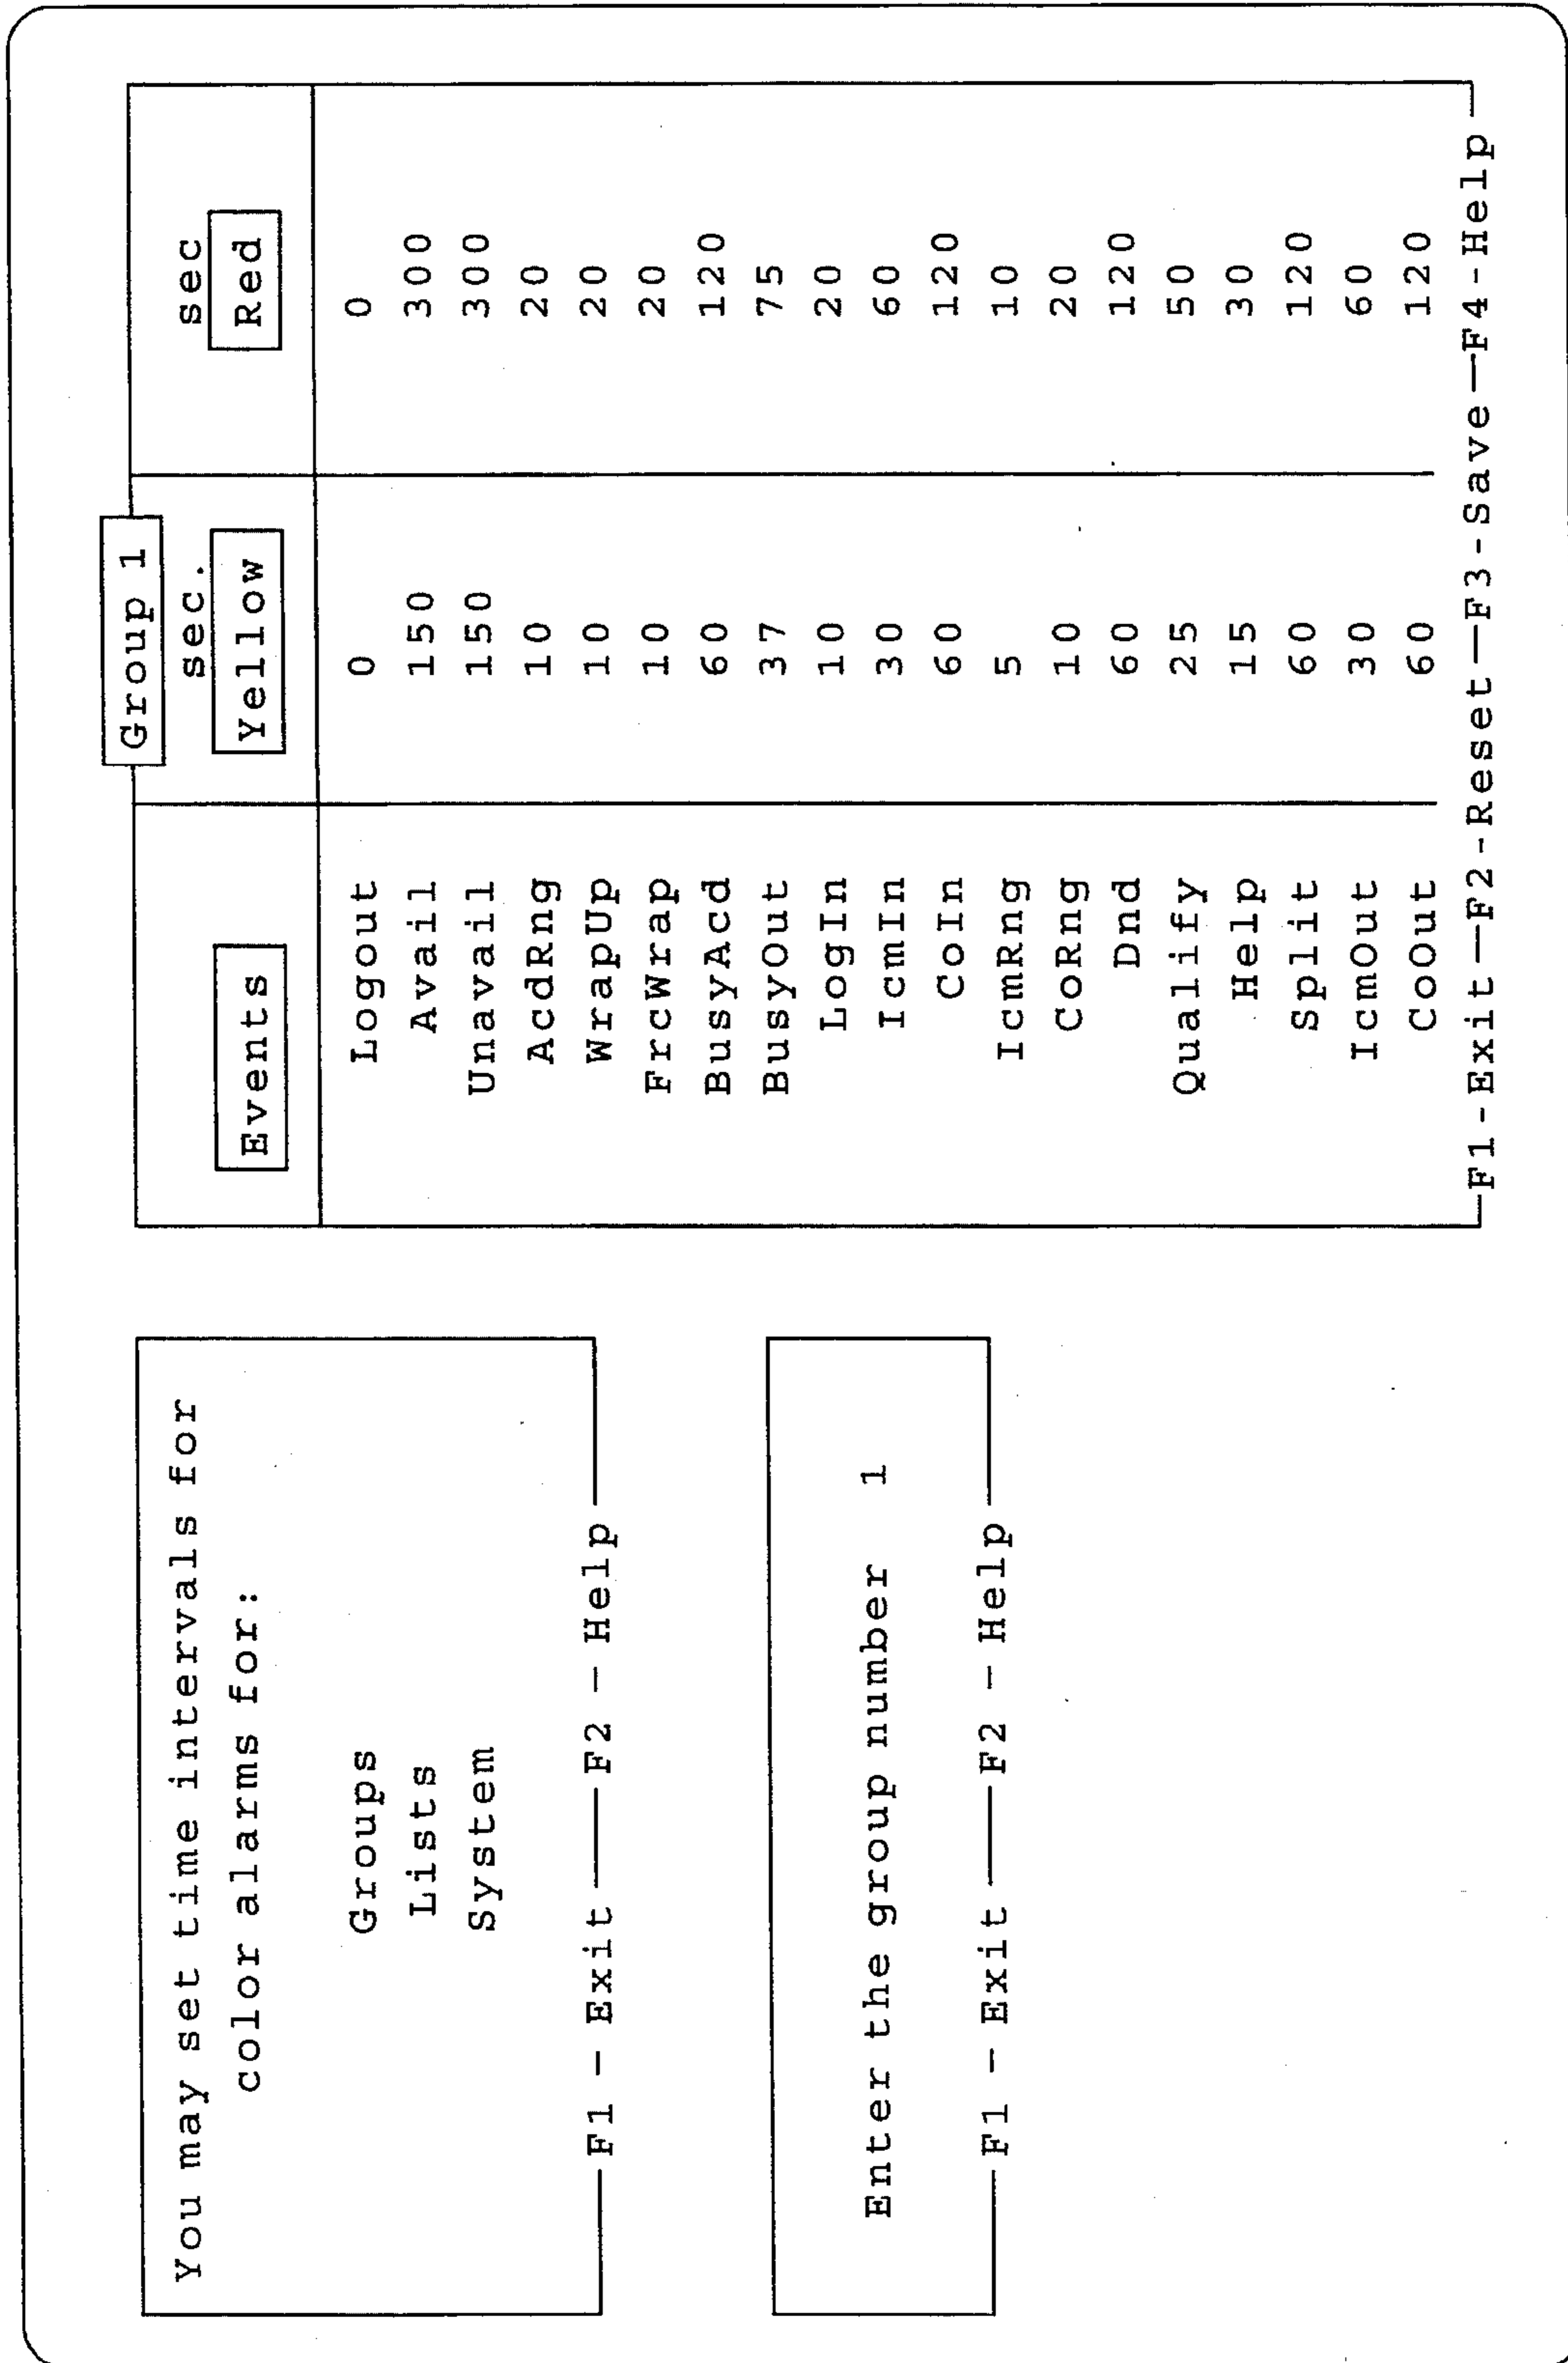 You may set time intervals for
color alarms for:
Groups
Lists
System
F1 - Exit — F2 - Help
Enter the group number 1
F1 - Exit — F2 - Help
Group 1
sec. sec
Events Yellow Red
Logout 0 0
Avail 150 300
Unavail 150 300
AcdRng 10 20
WrapUp 10 20
FrcWrap 10 20
BusyAcd 60 120
BusyOut 37 75
LogIn 10 20
IcmIn 30 60
CoIn 60 120
IcmRng 5 10
CoRng 10 20
Dnd 60 120
Qualify 25 50
Help 15 30
Split 60 120
IcmOut 30 60
CoOut 60 120
F1-Exit—F2-Reset—F3-Save—F4-Help